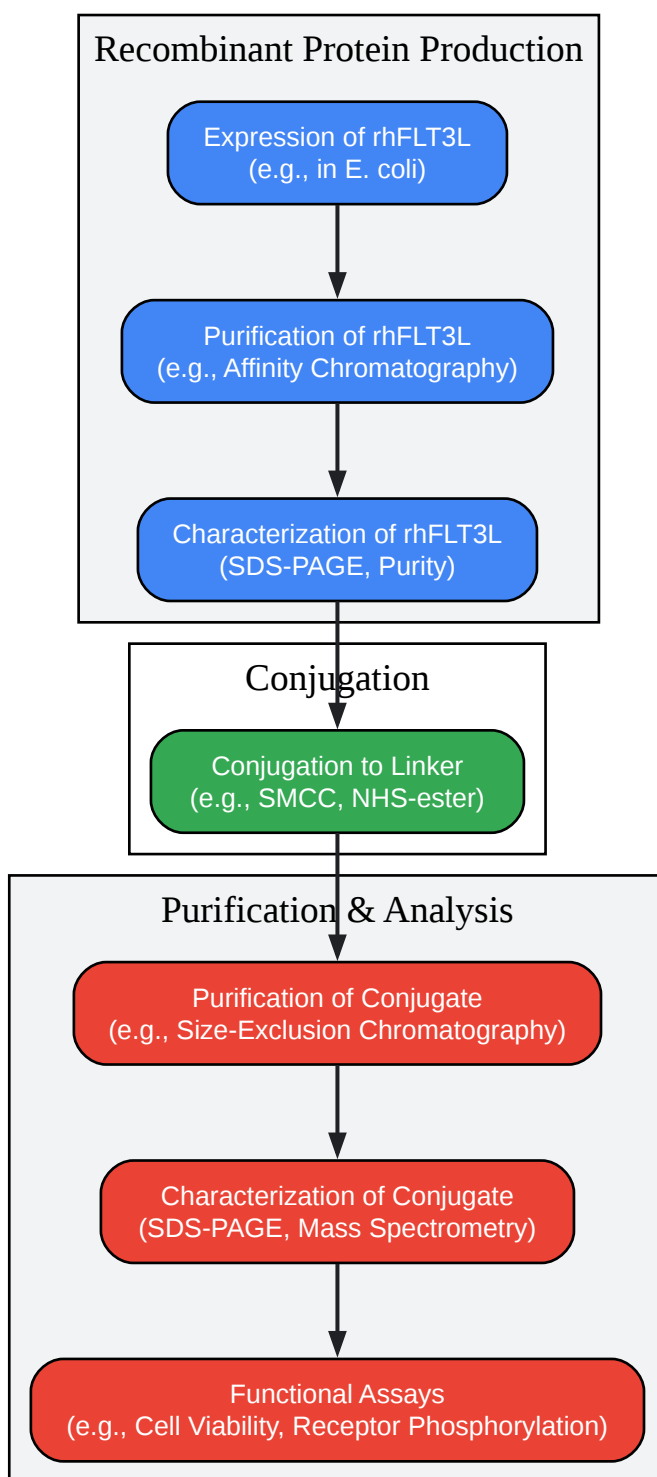 Recombinant Protein Production
Expression of rhFLT3L
(e.g., in E. coli)
Purification of rhFLT3L
(e.g., Affinity Chromatography)
Characterization of rhFLT3L
(SDS-PAGE, Purity)
Conjugation
Conjugation to Linker
(e.g., SMCC, NHS-ester)
Purification & Analysis
Purification of Conjugate
(e.g., Size-Exclusion Chromatography)
Characterization of Conjugate
(SDS-PAGE, Mass Spectrometry)
Functional Assays
(e.g., Cell Viability, Receptor Phosphorylation)